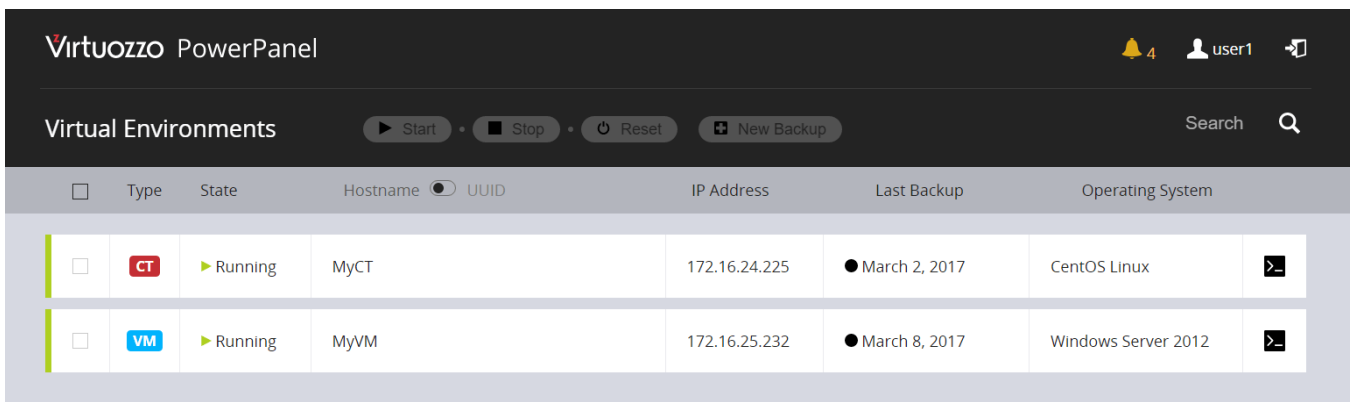 Virtuozzo PowerPanel
4 user1
Virtual Environments Start Stop Reset New Backup Search
Type State Hostname UUID IP Address Last Backup Operating System
CT Running MyCT 172.16.24.225 March 2, 2017 CentOS Linux
VM Running MyVM 172.16.25.232 March 8, 2017 Windows Server 2012